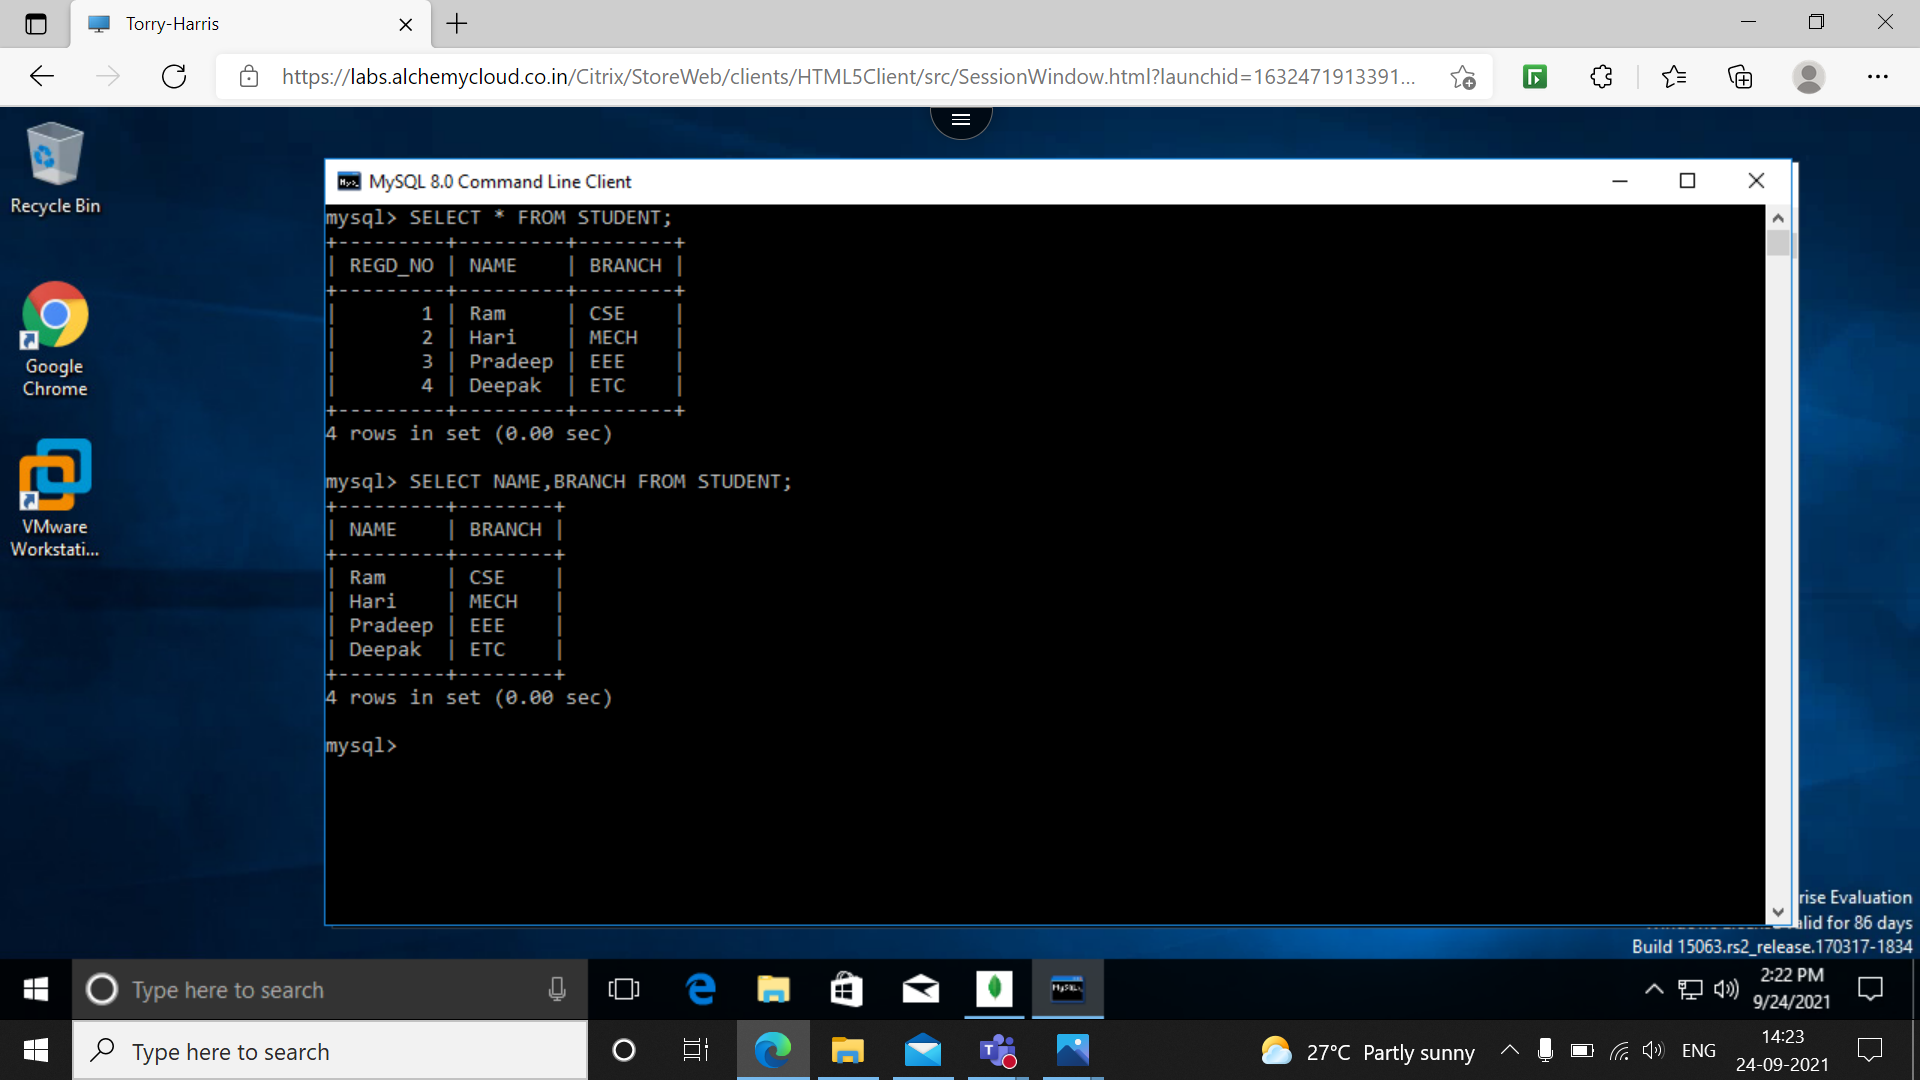 Torry-Harris
https://labs.alchemycloud.co.in/Citrix/StoreWeb/clients/HTML5Client/src/SessionWindow.html?launchid=1632471913391...
Recycle Bin
Google
Chrome
VMware
Workstati...
MySQL 8.0 Command Line Client
mysql> SELECT * FROM STUDENT;
+---------+---------+--------+
| REGD_NO | NAME    | BRANCH |
+---------+---------+--------+
|       1 | Ram     | CSE    |
|       2 | Hari    | MECH   |
|       3 | Pradeep | EEE    |
|       4 | Deepak  | ETC    |
+---------+---------+--------+
4 rows in set (0.00 sec)
mysql> SELECT NAME,BRANCH FROM STUDENT;
+---------+--------+
| NAME    | BRANCH |
+---------+--------+
| Ram     | CSE    |
| Hari    | MECH   |
| Pradeep | EEE    |
| Deepak  | ETC    |
+---------+--------+
4 rows in set (0.00 sec)
mysql>
rise Evaluation
alid for 86 days
Build 15063.rs2_release.170317-1834
Type here to search
2:22 PM
9/24/2021
Type here to search
27°C Partly sunny
ENG
14:23
24-09-2021